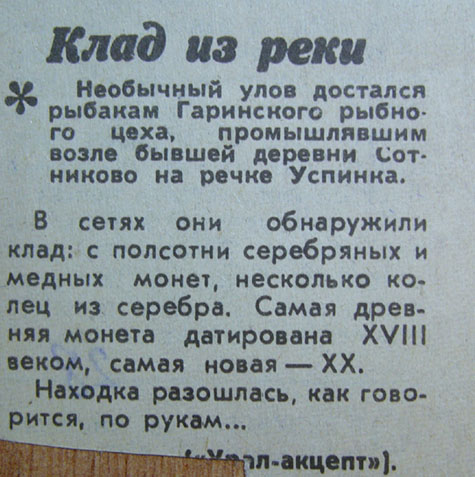 Клад из реки
* Необычный улов достался
рыбакам Гаринского рыбно-
го цеха, промышлявшим
возле бывшей деревни Сот-
никово на речке Успинка.
В сетях они обнаружили
клад: с полсотни серебряных и
медных монет, несколько ко-
лец из серебра. Самая древ-
няя монета датирована XVIII
веком, самая новая — XX.
Находка разошлась, как гово-
рится, по рукам...
(«Урал-акцепт»).